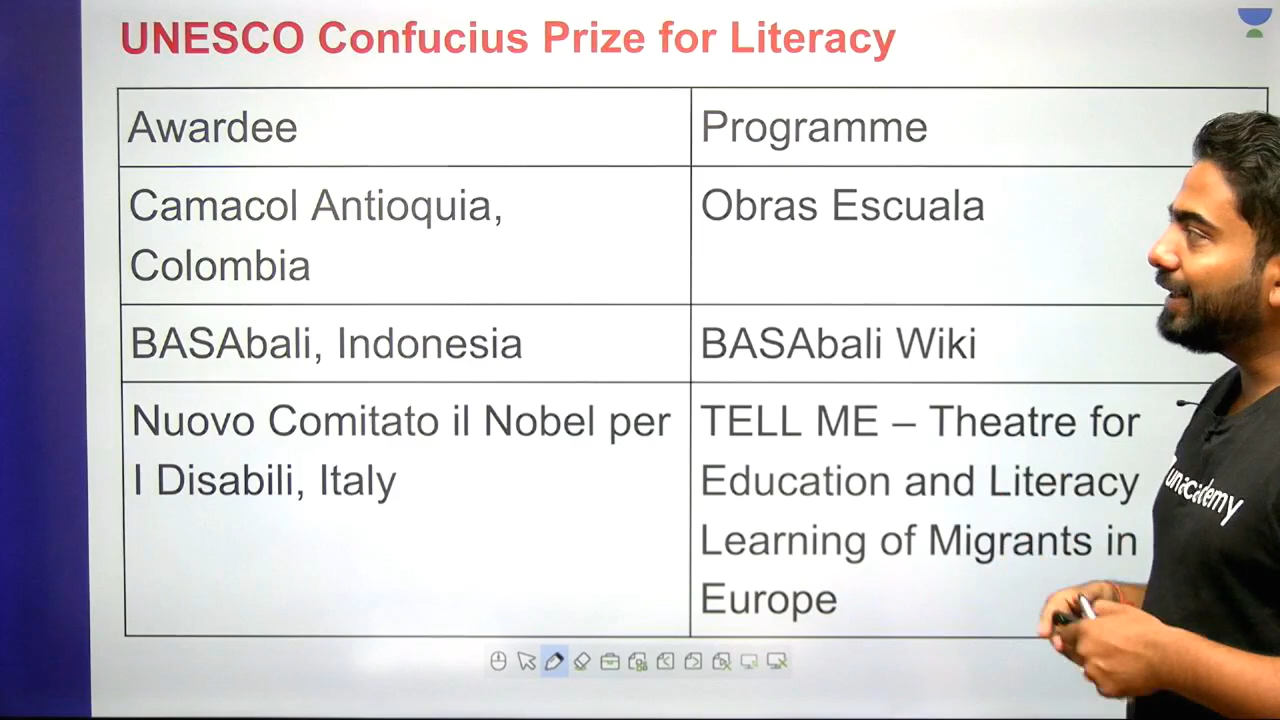 UNESCO Confucius Prize for Literacy
Awardee
Programme
Camacol Antioquia,
Colombia
Obras Escuala
BASAbali, Indonesia
BASAbali Wiki
Nuovo Comitato il Nobel per
I Disabili, Italy
TELL ME – Theatre for
Education and Literacy
Learning of Migrants in
Europe
unacademy